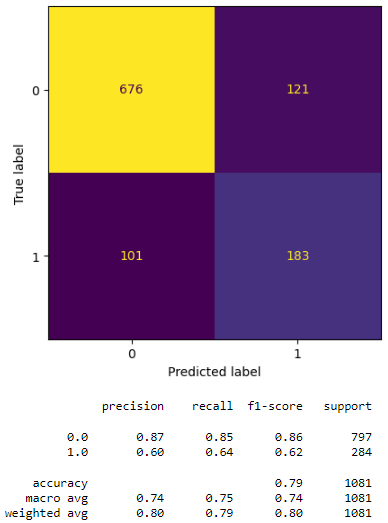 True label
0
676 121
1
101 183
0 1
Predicted label
precision recall f1-score support
0.0 0.87 0.85 0.86 797
1.0 0.60 0.64 0.62 284
accuracy 0.79 1081
macro avg 0.74 0.75 0.74 1081
weighted avg 0.80 0.79 0.80 1081